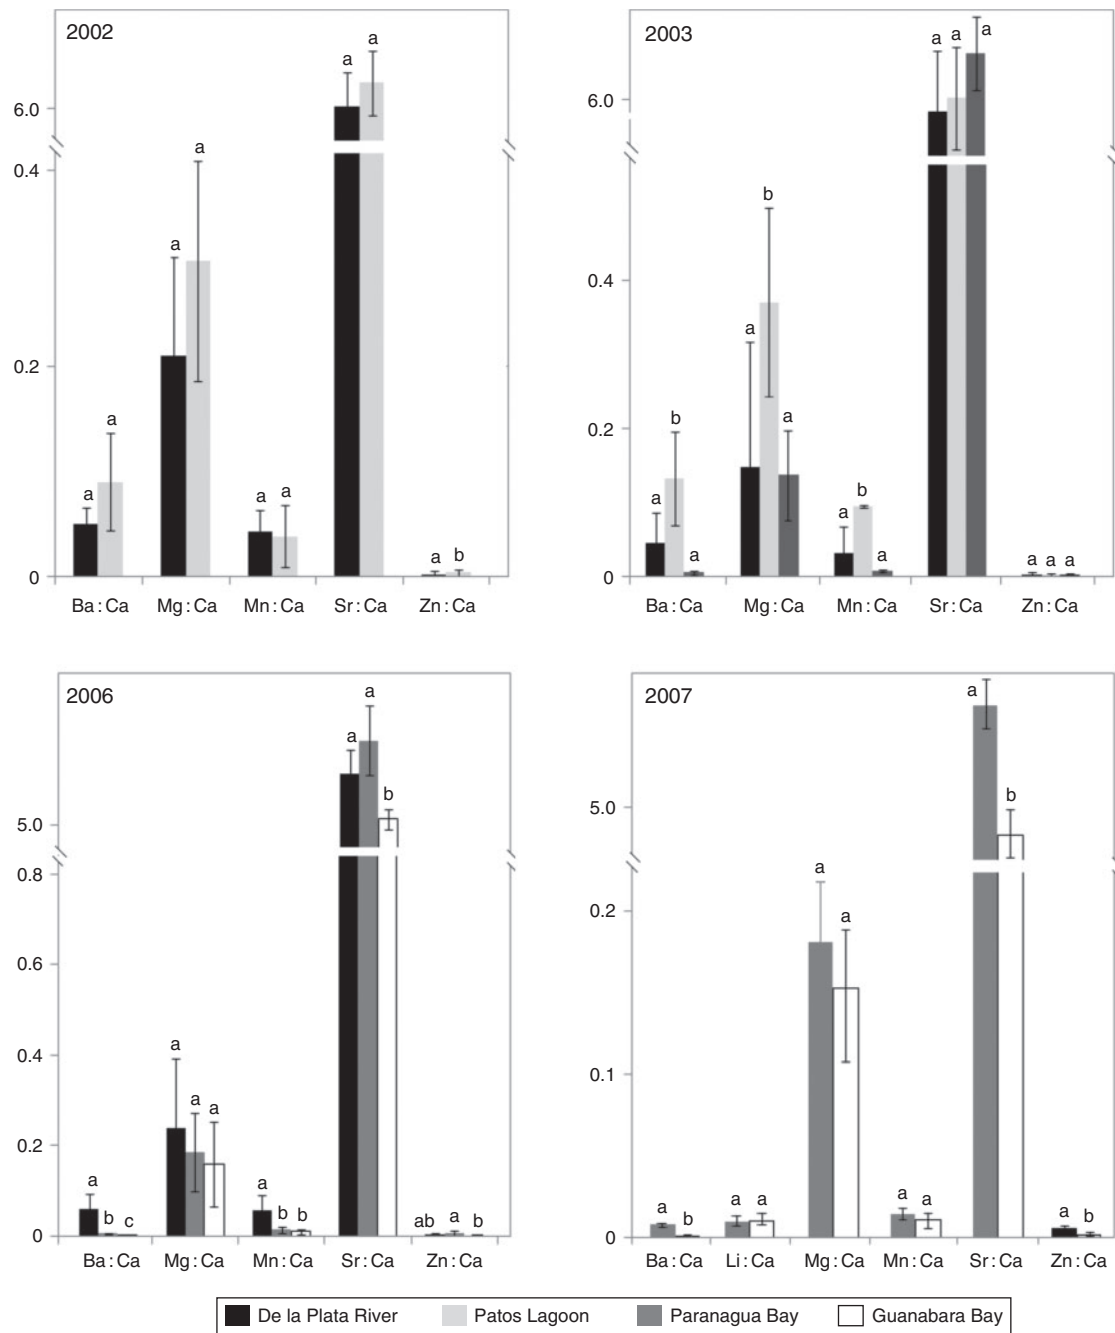 2002
a a
6.0
a
0.4
a
0.2
a
a
a a
a b
0
Ba : Ca Mg : Ca Mn : Ca Sr : Ca Zn : Ca
2003
a a a
6.0
b
0.4
a
a
b
0.2
b
a
a
a
a
a a a
0
Ba : Ca Mg : Ca Mn : Ca Sr : Ca Zn : Ca
2006
a
a
b
5.0
0.8
0.6
0.4
a
a a
0.2
a
b c
a
b b
ab a b
0
Ba : Ca Mg : Ca Mn : Ca Sr : Ca Zn : Ca
2007
a
5.0
b
a
a
0.2
0.1
a b
a a
a a
a b
0
Ba : Ca Li : Ca Mg : Ca Mn : Ca Sr : Ca Zn : Ca
De la Plata River Patos Lagoon Paranagua Bay Guanabara Bay